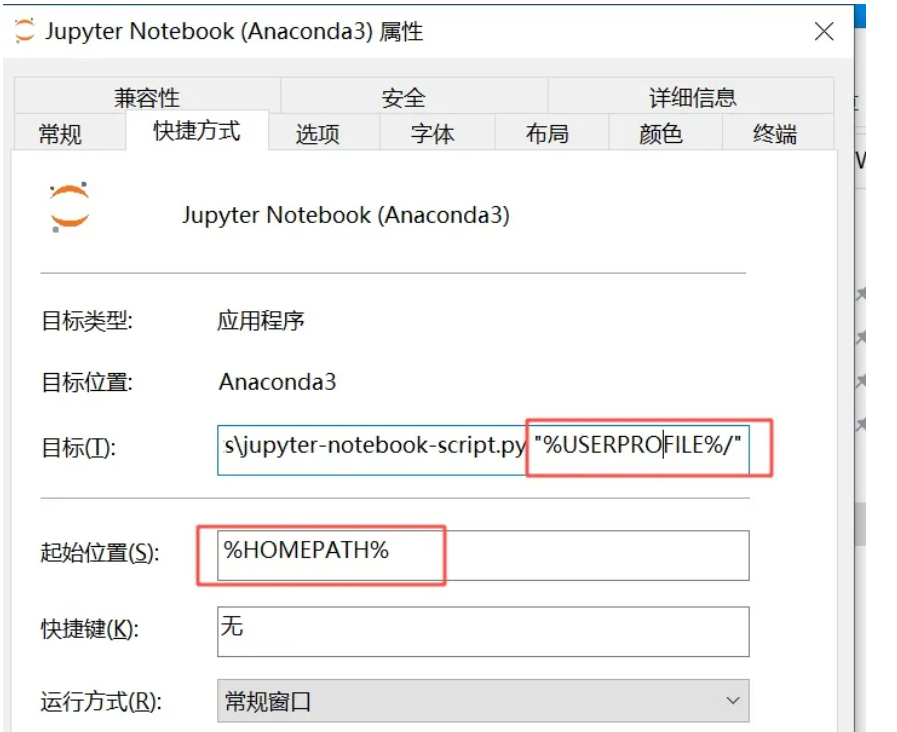 Jupyter Notebook (Anaconda3) 属性
兼容性 安全 详细信息
常规 快捷方式 选项 字体 布局 颜色 终端
Jupyter Notebook (Anaconda3)
目标类型: 应用程序
目标位置: Anaconda3
目标(T): s\jupyter-notebook-script.py "%USERPROFILE%/"
起始位置(S): %HOMEPATH%
快捷键(K): 无
运行方式(R): 常规窗口